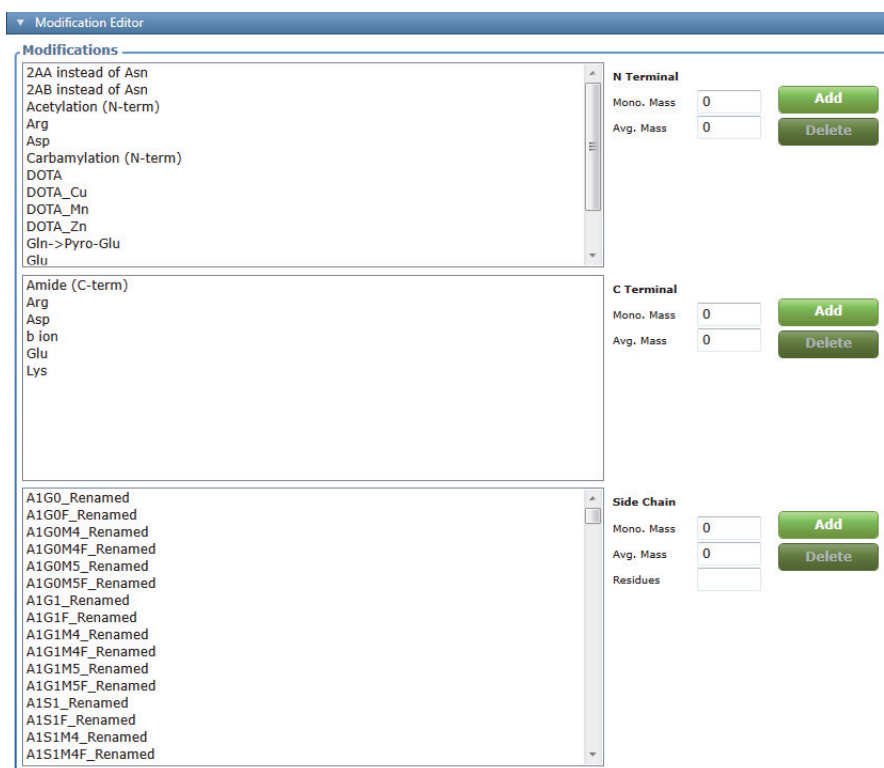 Modification Editor
Modifications
2AA instead of Asn
2AB instead of Asn
Acetylation (N-term)
Arg
Asp
Carbamylation (N-term)
DOTA
DOTA_Cu
DOTA_Mn
DOTA_Zn
Gln->Pyro-Glu
Glu
N Terminal
Mono. Mass 0 Add
Avg. Mass 0 Delete
Amide (C-term)
Arg
Asp
b ion
Glu
Lys
C Terminal
Mono. Mass 0 Add
Avg. Mass 0 Delete
A1G0_Renamed
A1G0F_Renamed
A1G0M4_Renamed
A1G0M4F_Renamed
A1G0M5_Renamed
A1G0M5F_Renamed
A1G1_Renamed
A1G1F_Renamed
A1G1M4_Renamed
A1G1M4F_Renamed
A1G1M5_Renamed
A1G1M5F_Renamed
A1S1_Renamed
A1S1F_Renamed
A1S1M4_Renamed
A1S1M4F_Renamed
Side Chain
Mono. Mass 0 Add
Avg. Mass 0 Delete
Residues